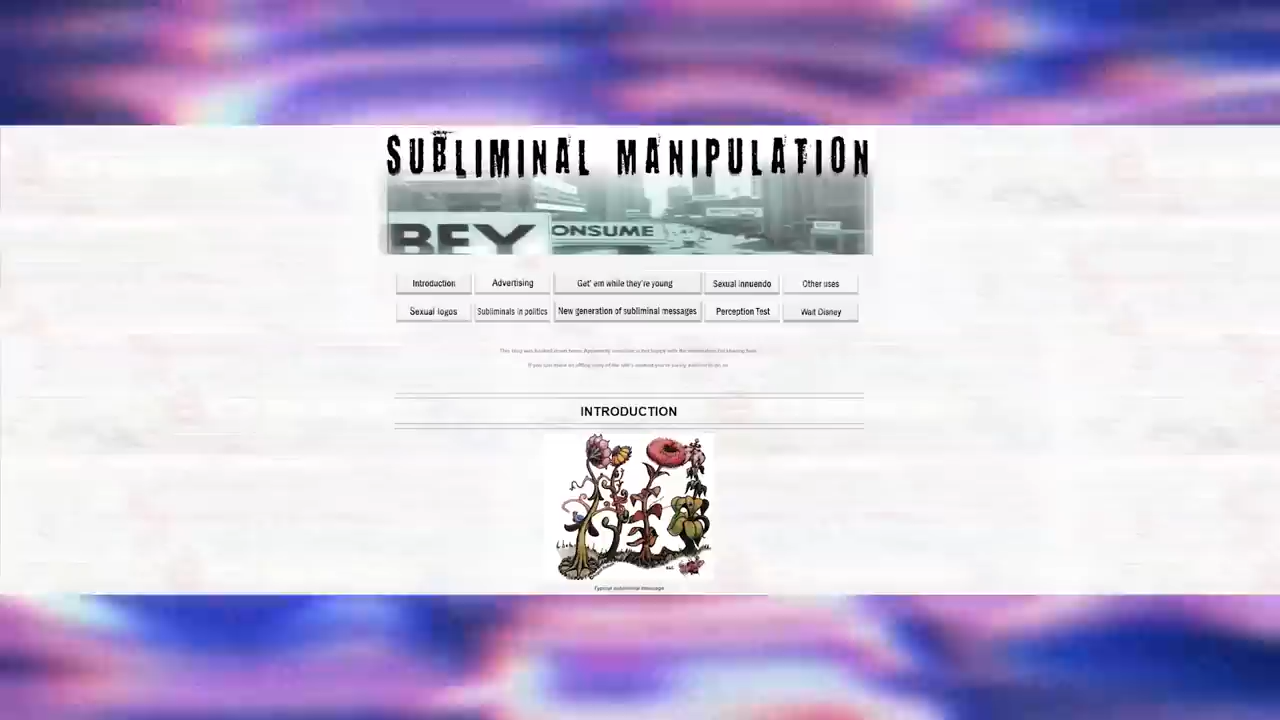 SUBLIMINAL MANIPULATION
BEY
ONSUME
Introduction
Advertising
Get' em while they're young
Sexual innuendo
Other uses
Sexual logos
Subliminals in politics
New generation of subliminal messages
Perception Test
Walt Disney
INTRODUCTION
SEX
Typical subliminal message